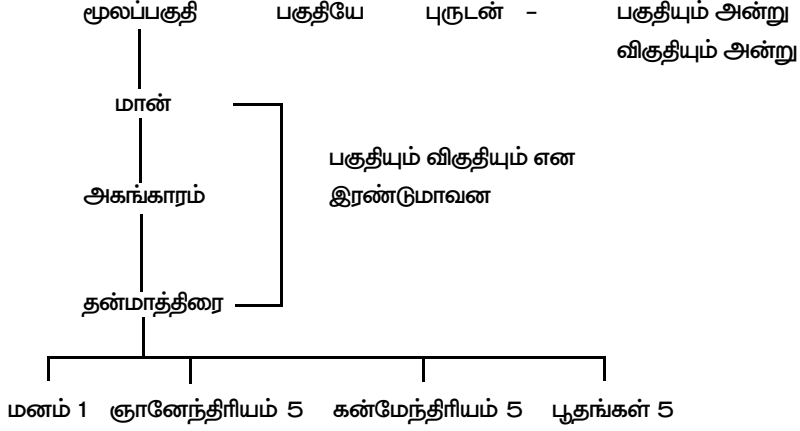 மூலப்பகுதி பகுதியே புருடன் – பகுதியும் அன்று
விகுதியும் அன்று
மான்
பகுதியும் விகுதியும் என
அகங்காரம் இரண்டுமாவன
தன்மாத்திரை
மனம் 1 ஞானேந்திரியம் 5 கன்மேந்திரியம் 5 பூதங்கள் 5